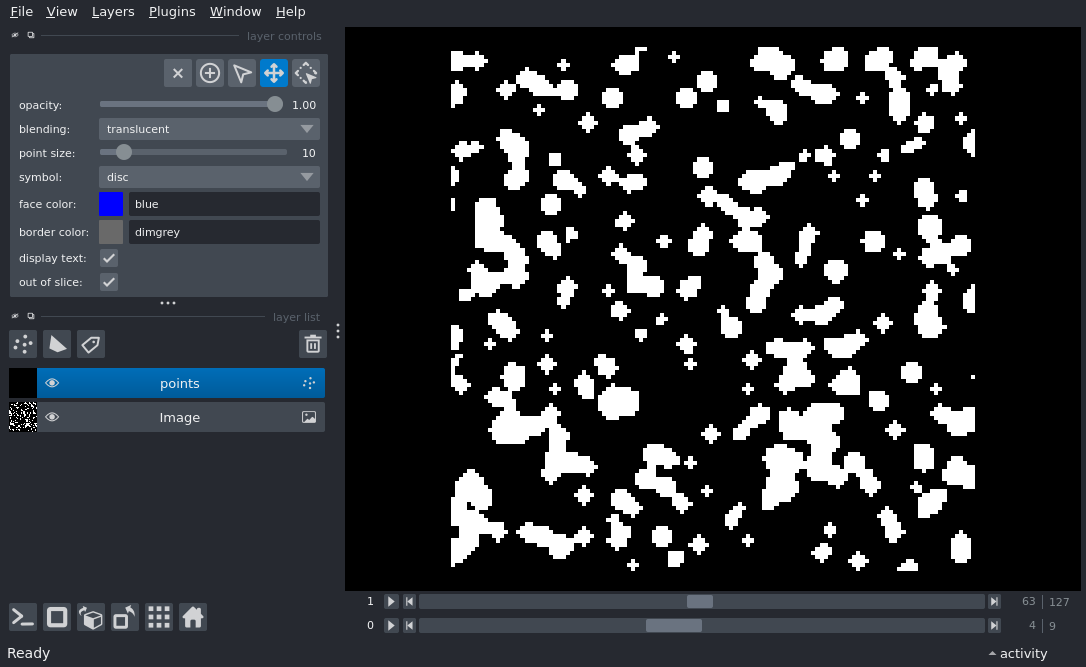 File View Layers Plugins Window Help
layer controls
opacity: 1.00
blending: translucent
point size: 10
symbol: disc
face color: blue
border color: dimgrey
display text:
out of slice:
layer list
points
Image
1 63 127
0 4 9
Ready activity